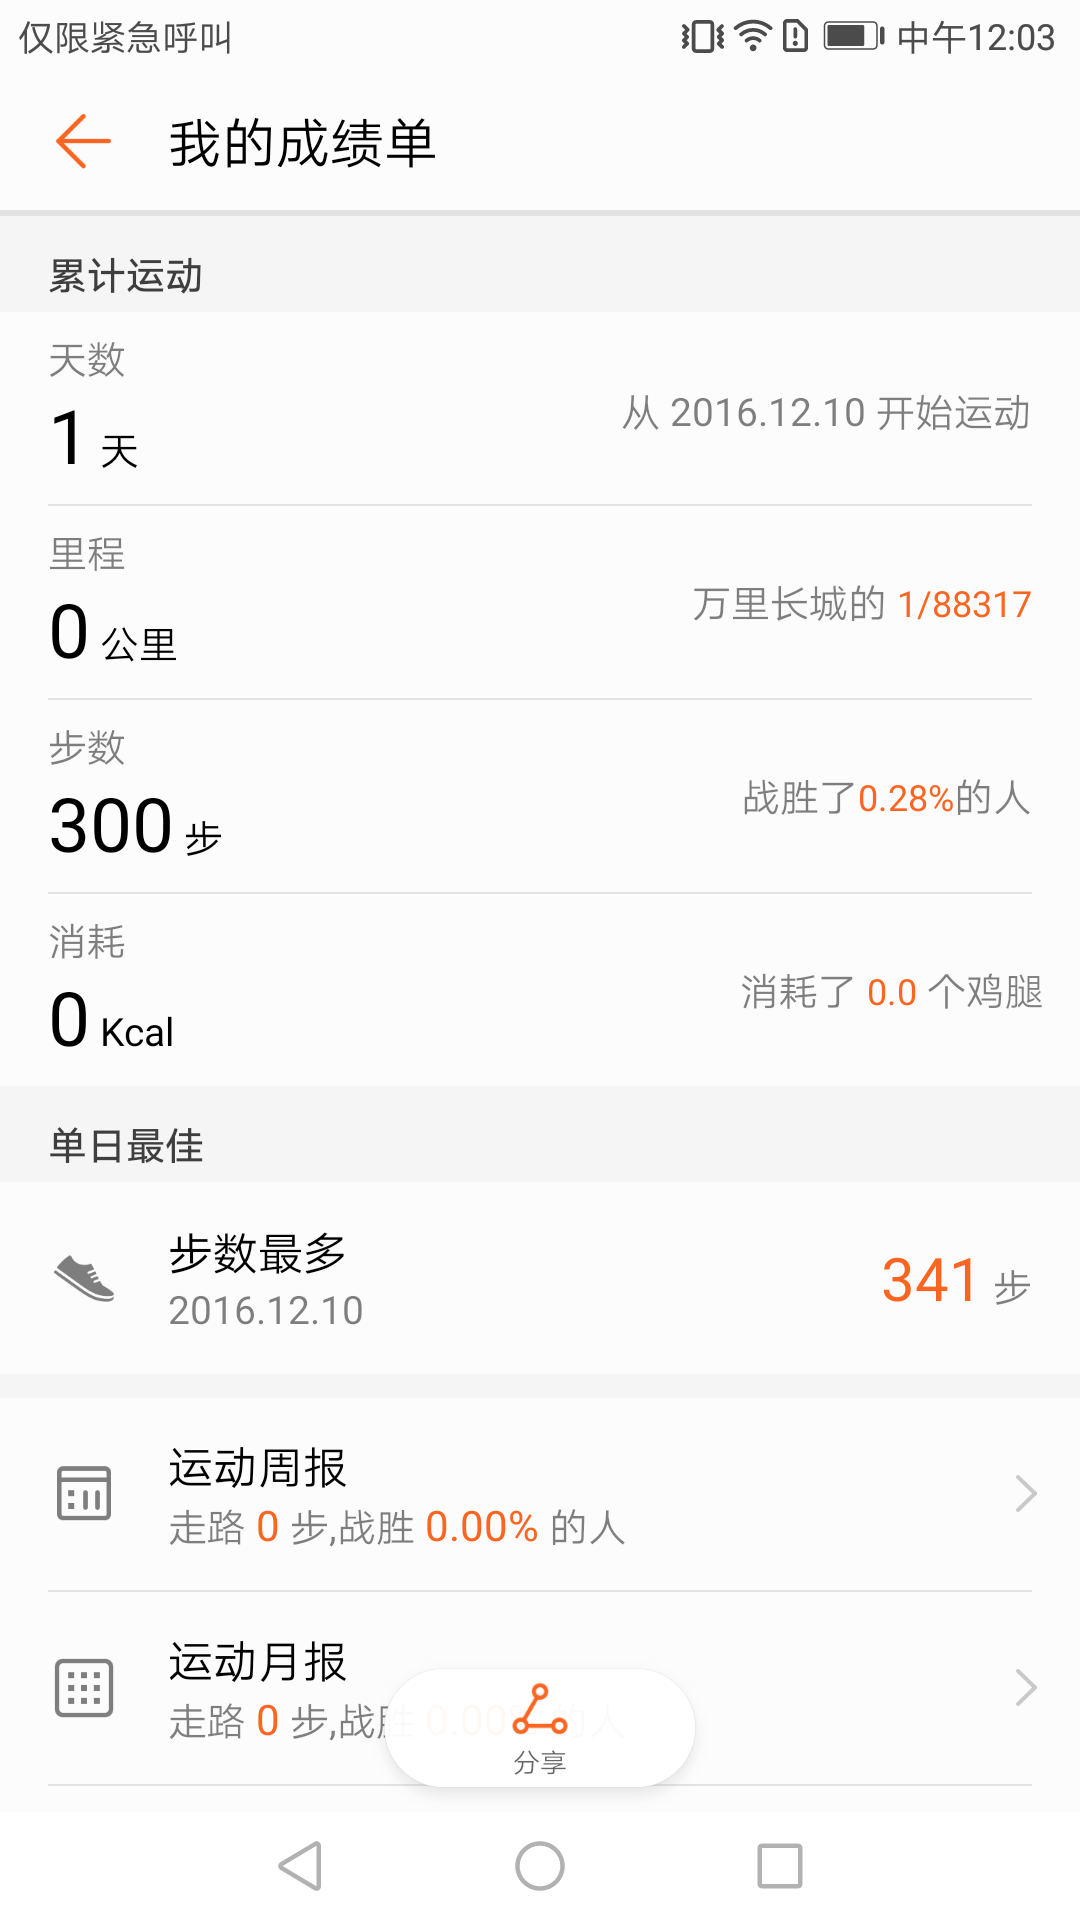 仅限紧急呼叫 中午12:03
我的成绩单
累计运动
天数
1 天
从 2016.12.10 开始运动
里程
0 公里
万里长城的 1/88317
步数
300 步
战胜了0.28%的人
消耗
0 Kcal
消耗了 0.0 个鸡腿
单日最佳
步数最多
2016.12.10
341 步
运动周报
走路 0 步,战胜 0.00% 的人
运动月报
走路 0 步,战胜 0.00% 的人
分享